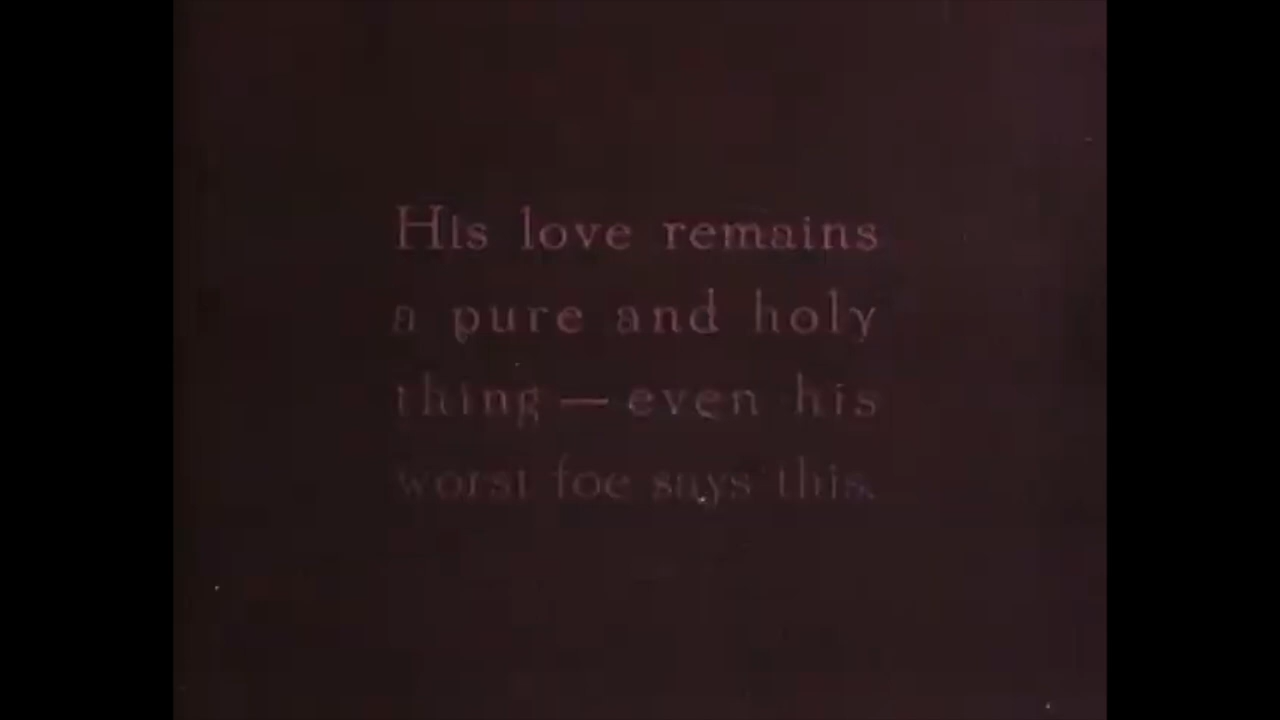 His love remains
a pure and holy
thing — even his
worst foe says this.